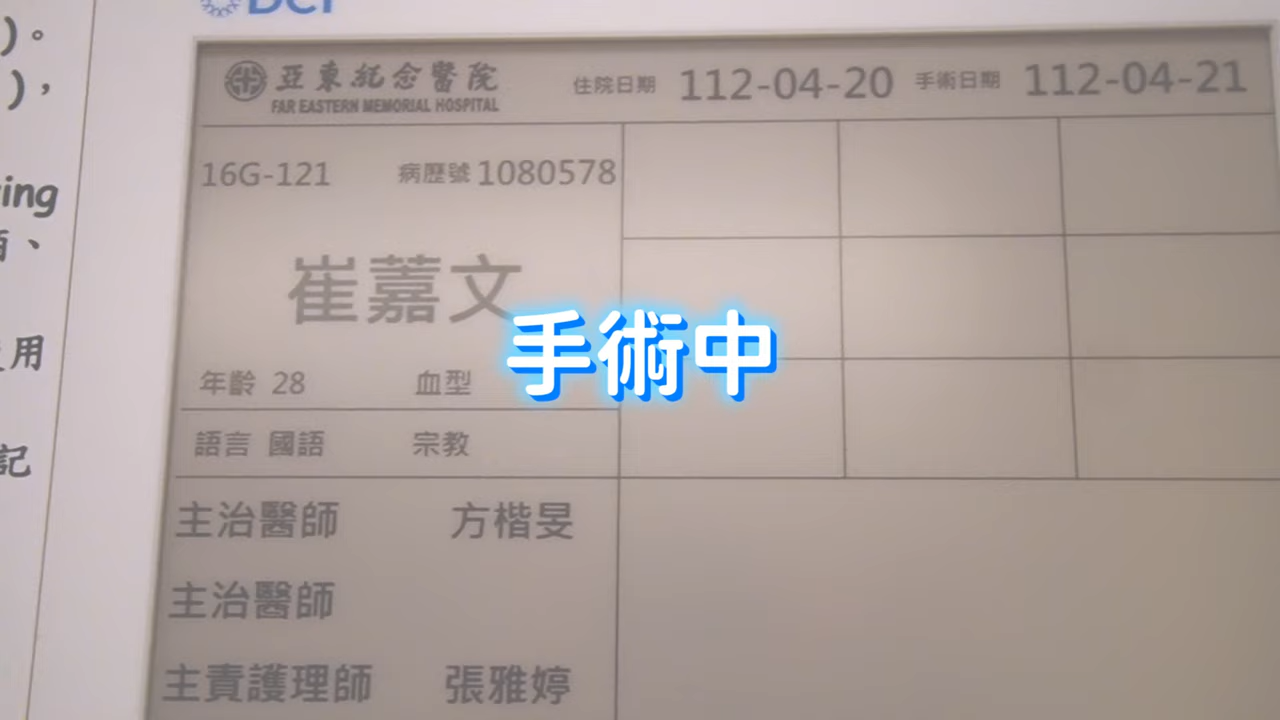 )。
),
ing
、
用
記
亞東紀念醫院
FAR EASTERN MEMORIAL HOSPITAL
住院日期 112-04-20 手術日期 112-04-21
16G-121 病歷號 1080578
崔蕌文
手術中
年齡 28 血型
語言 國語 宗教
主治醫師 方楷旻
主治醫師
主責護理師 張雅婷